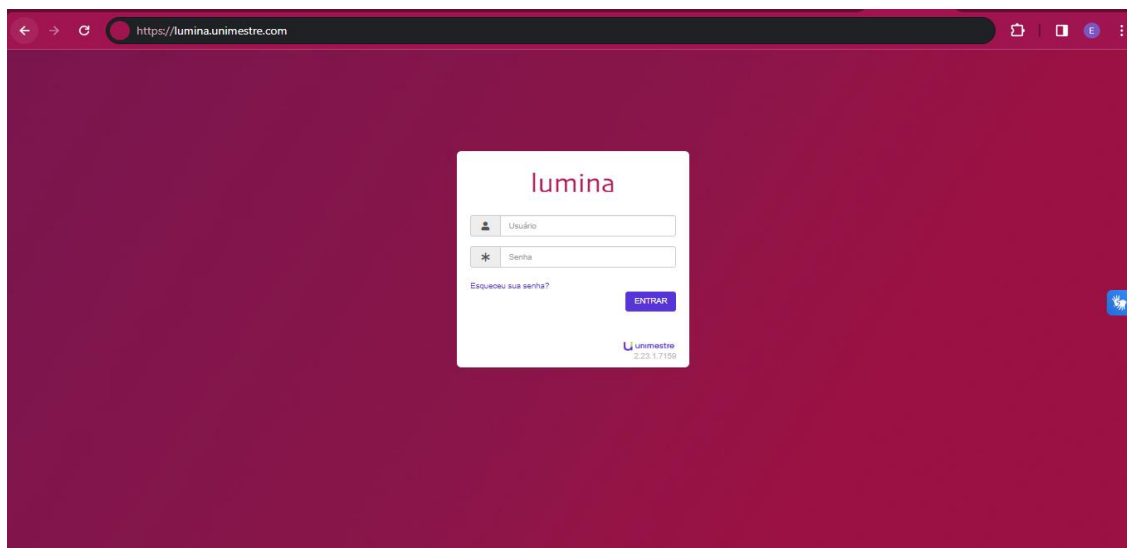 https://lumina.unimestre.com
E
lumina
Usuário
Senha
Esqueceu sua senha?
ENTRAR
unimestre
2.23.1.7159